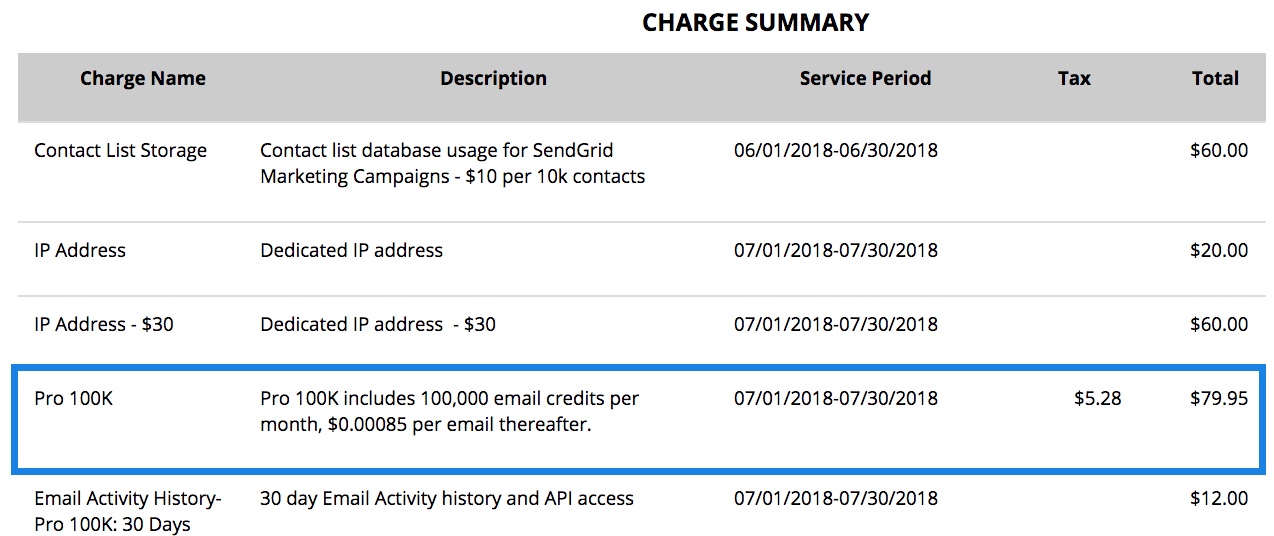 CHARGE SUMMARY
Charge Name Description Service Period Tax Total
Contact List Storage Contact list database usage for SendGrid 06/01/2018-06/30/2018 $60.00
Marketing Campaigns - $10 per 10k contacts
IP Address Dedicated IP address 07/01/2018-07/30/2018 $20.00
IP Address - $30 Dedicated IP address  - $30 07/01/2018-07/30/2018 $60.00
Pro 100K Pro 100K includes 100,000 email credits per 07/01/2018-07/30/2018 $5.28 $79.95
month, $0.00085 per email thereafter.
Email Activity History- 30 day Email Activity history and API access 07/01/2018-07/30/2018 $12.00
Pro 100K: 30 Days